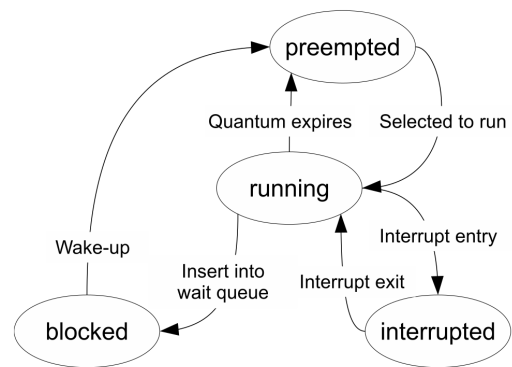 preempted
Quantum expires
Selected to run
running
Wake-up
Insert into
wait queue
Interrupt exit
Interrupt entry
blocked
interrupted